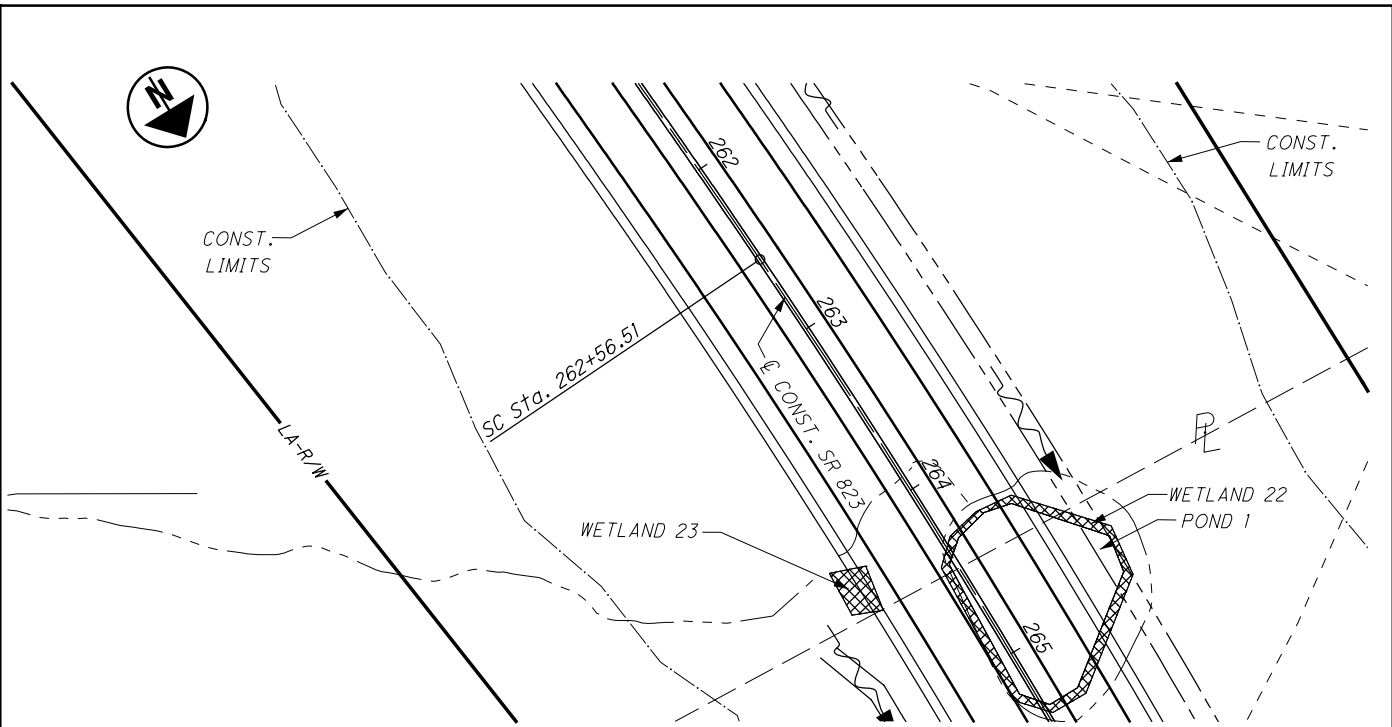 N
262
CONST.
LIMITS
CONST.
LIMITS
263
SC Sta. 262+56.51
℄ CONST. SR 823
LA-R/W
PL
264
WETLAND 22
POND 1
WETLAND 23
265